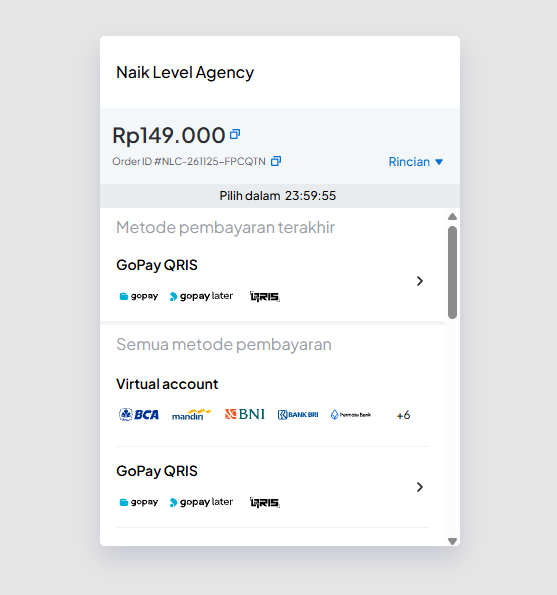 Naik Level Agency
Rp149.000
Order ID #NLC-261125-FPCQTN
Rincian
Pilih dalam 23:59:55
Metode pembayaran terakhir
GoPay QRIS
gopay gopay later QRIS
Semua metode pembayaran
Virtual account
BCA mandiri BNI BANK BRI Permata Bank +6
GoPay QRIS
gopay gopay later QRIS